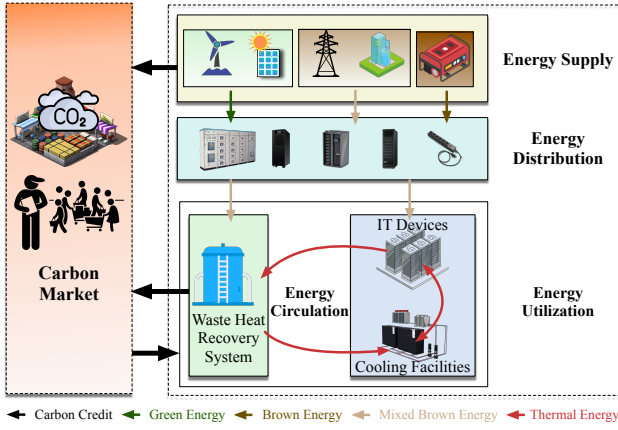 Energy Supply
CO₂
Energy
Distribution
Carbon
Market
IT Devices
Energy
Circulation
Waste Heat
Recovery
System
Cooling Facilities
Energy
Utilization
Carbon Credit
Green Energy
Brown Energy
Mixed Brown Energy
Thermal Energy